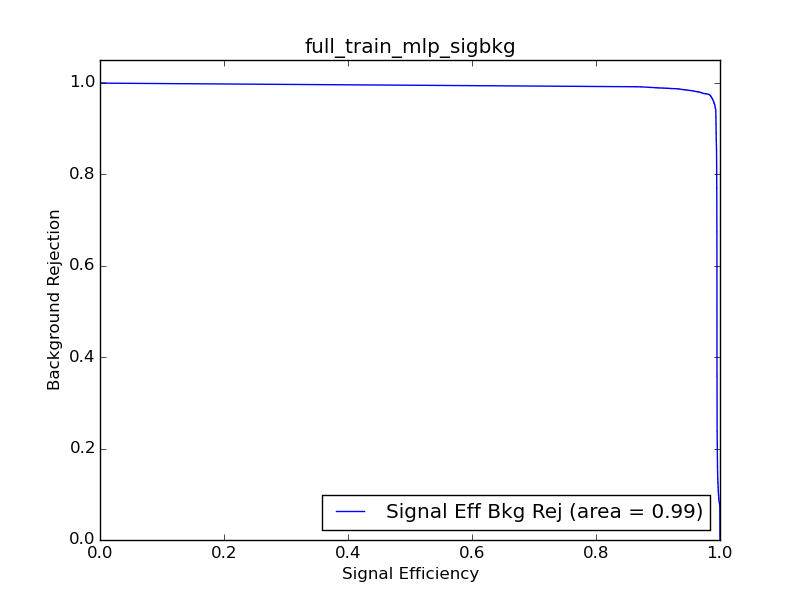 full_train_mlp_sigbkg
1.0
0.8
0.6
0.4
0.2
0.0
Background Rejection
Signal Eff Bkg Rej (area = 0.99)
0.0 0.2 0.4 0.6 0.8 1.0
Signal Efficiency